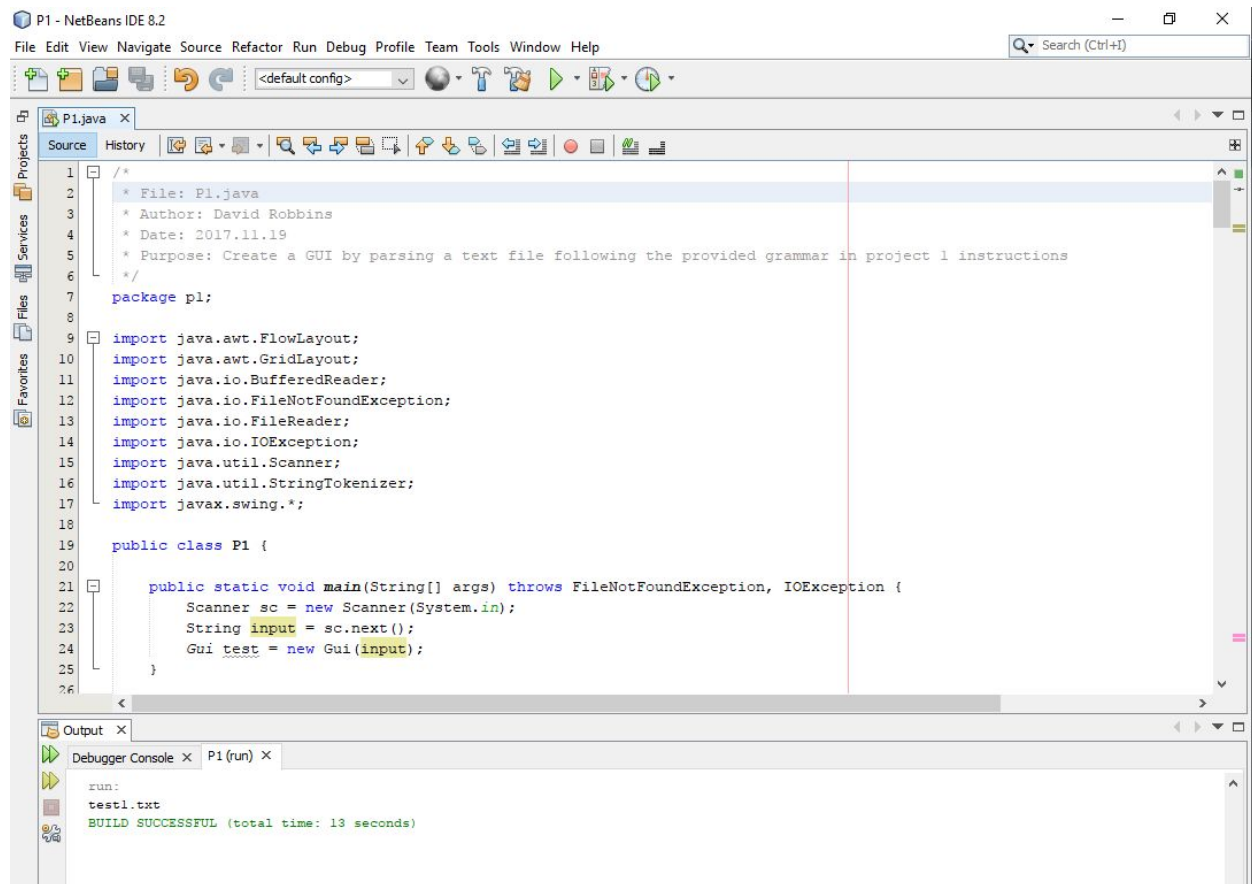 P1 - NetBeans IDE 8.2
File Edit View Navigate Source Refactor Run Debug Profile Team Tools Window Help
Search (Ctrl+I)
<default config>
P1.java
Source History
Projects
Services
Files
Favorites
1 /*
2 * File: P1.java
3 * Author: David Robbins
4 * Date: 2017.11.19
5 * Purpose: Create a GUI by parsing a text file following the provided grammar in project 1 instructions
6 */
7 package p1;
8
9 import java.awt.FlowLayout;
10 import java.awt.GridLayout;
11 import java.io.BufferedReader;
12 import java.io.FileNotFoundException;
13 import java.io.FileReader;
14 import java.io.IOException;
15 import java.util.Scanner;
16 import java.util.StringTokenizer;
17 import javax.swing.*;
18
19 public class P1 {
20
21 public static void main(String[] args) throws FileNotFoundException, IOException {
22 Scanner sc = new Scanner(System.in);
23 String input = sc.next();
24 Gui test = new Gui(input);
25 }
26
Output
Debugger Console P1 (run)
run:
test1.txt
BUILD SUCCESSFUL (total time: 13 seconds)